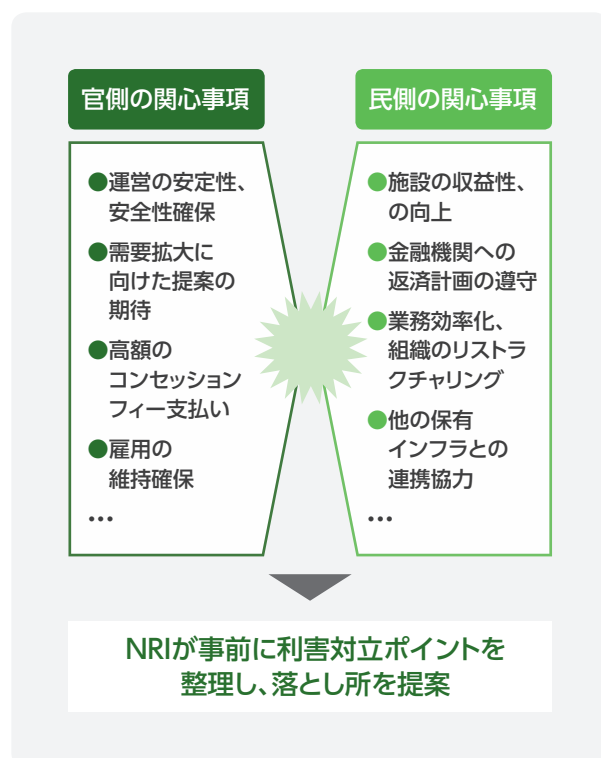 官側の関心事項
●運営の安定性、
安全性確保
●需要拡大に
向けた提案の
期待
●高額の
コンセッション
フィー支払い
●雇用の
維持確保
…
民側の関心事項
●施設の収益性、
の向上
●金融機関への
返済計画の遵守
●業務効率化、
組織のリストラ
クチャリング
●他の保有
インフラとの
連携協力
…
NRIが事前に利害対立ポイントを
整理し、落とし所を提案